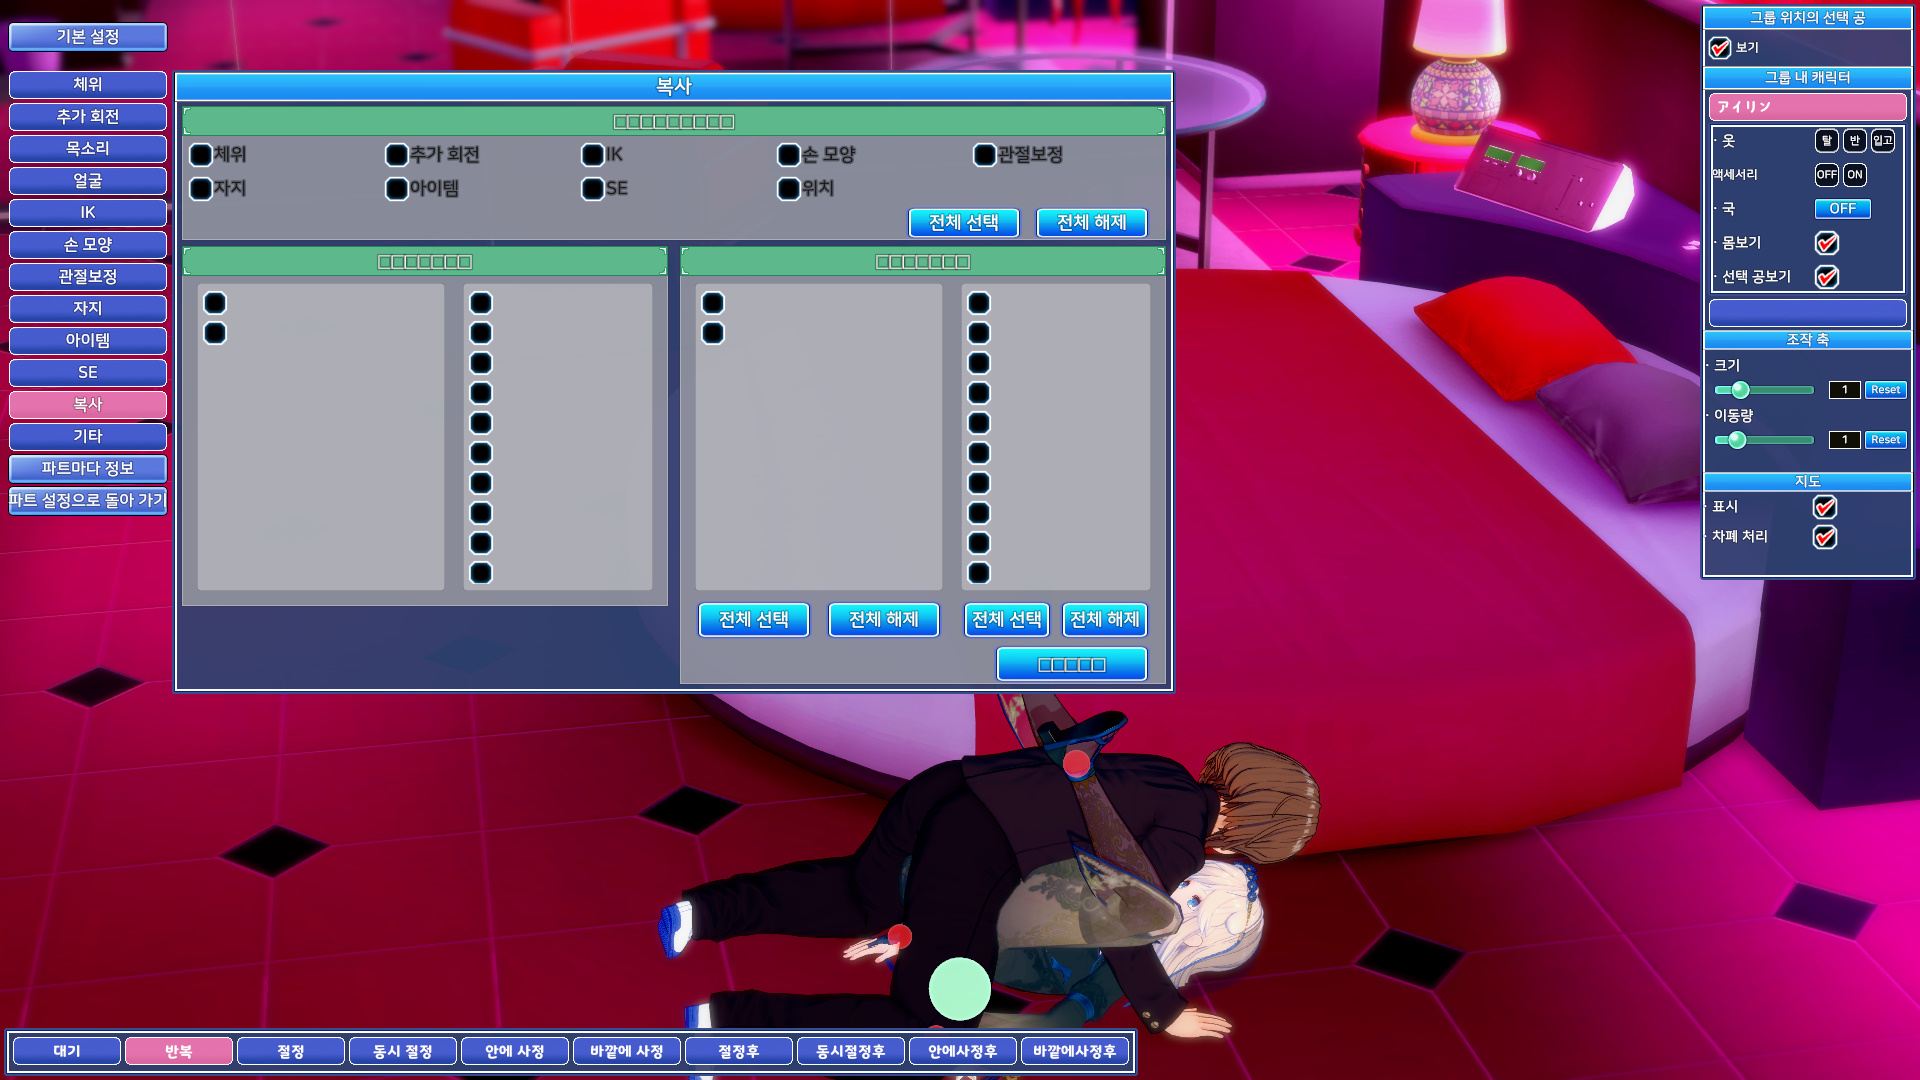 기본 설정
체위
추가 회전
목소리
얼굴
IK
손 모양
관절보정
자지
아이템
SE
복사
기타
파트마다 정보
파트 설정으로 돌아 가기
복사
□□□□□□□□□
체위
추가 회전
IK
손 모양
관절보정
자지
아이템
SE
위치
전체 선택
전체 해제
□□□□□□□
□□□□□□□
전체 선택
전체 해제
전체 선택
전체 해제
□□□□□
그룹 위치의 선택 공
보기
그룹 내 캐릭터
アイリン
· 옷
탈
반
입고
액세서리
OFF
ON
· 국
OFF
· 몸보기
· 선택 공보기
조작 축
· 크기
1
Reset
· 이동량
1
Reset
지도
· 표시
· 차폐 처리
대기
반복
절정
동시 절정
안에 사정
바깥에 사정
절정후
동시절정후
안에사정후
바깥에사정후